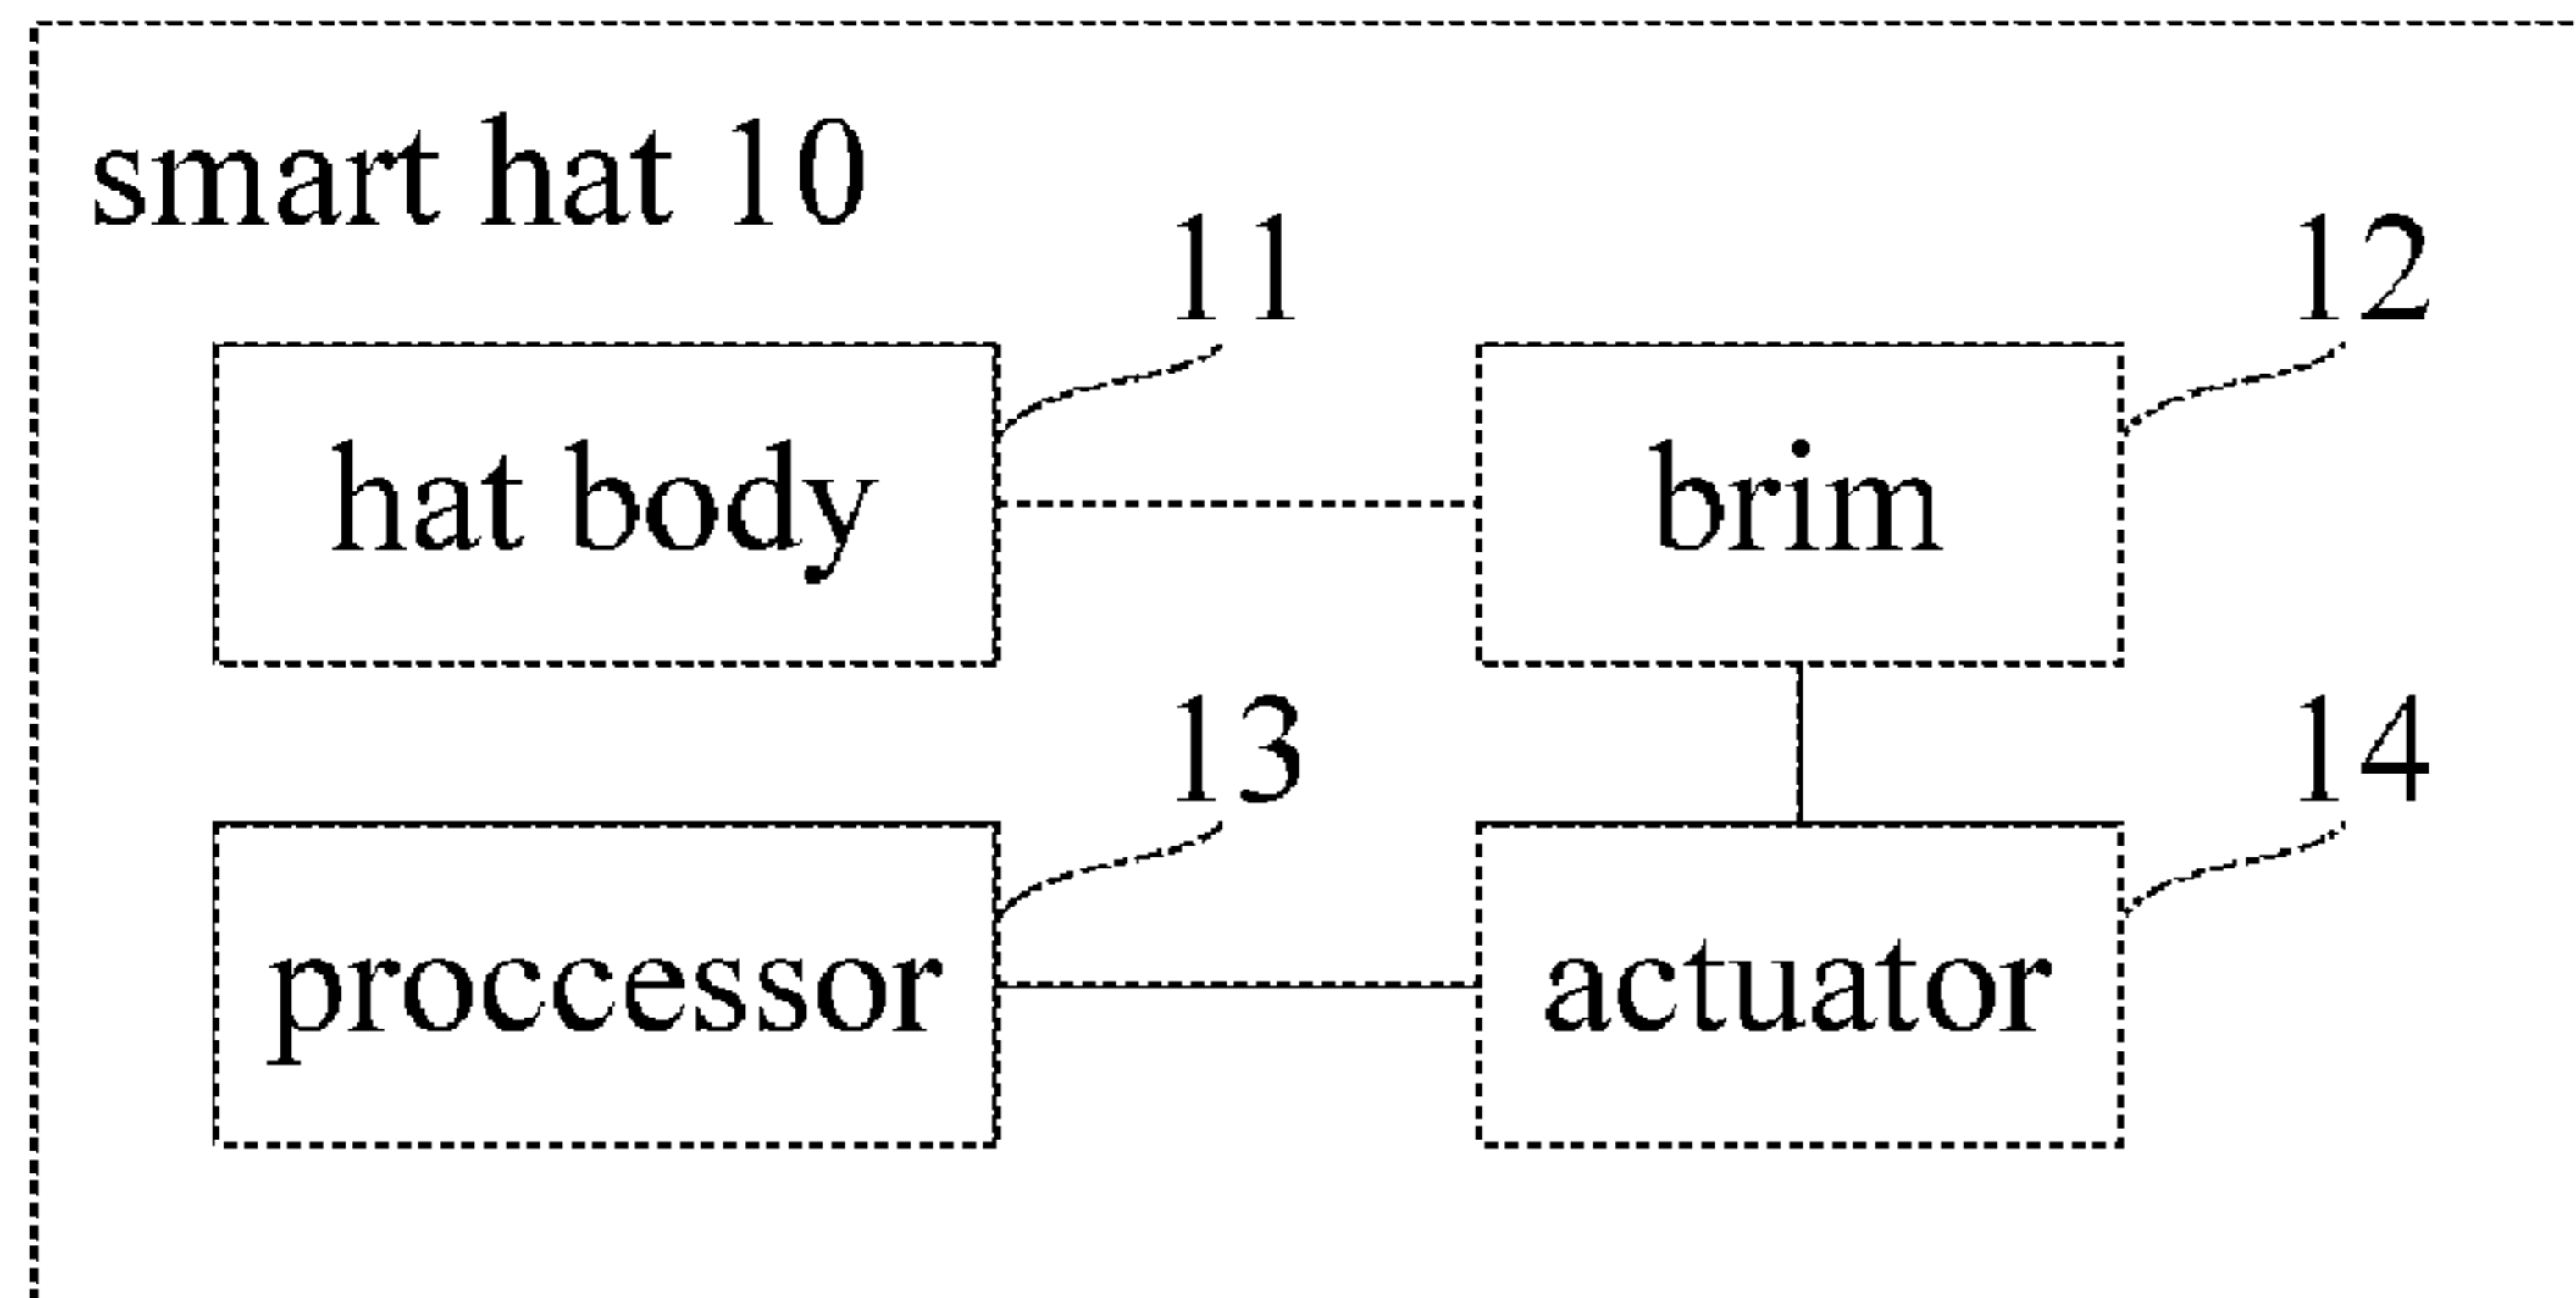 smart hat 10
11
12
hat body
brim
13
14
proccessor
actuator